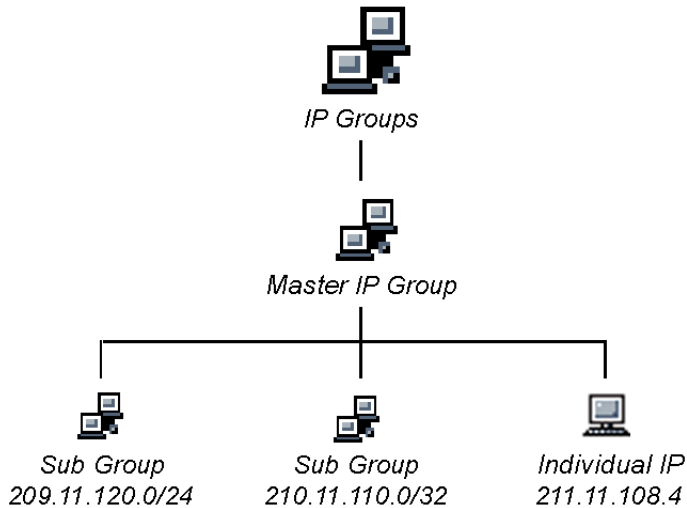 IP Groups
Master IP Group
Sub Group
209.11.120.0/24
Sub Group
210.11.110.0/32
Individual IP
211.11.108.4